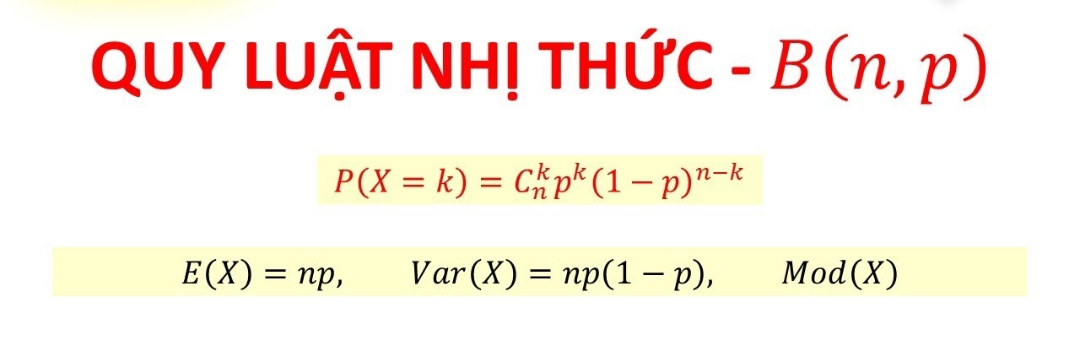 QUY LUẬT NHỊ THỨC - B(n, p)
P(X = k) = C_n^k p^k (1 − p)^{n−k}
E(X) = np, Var(X) = np(1 − p), Mod(X)